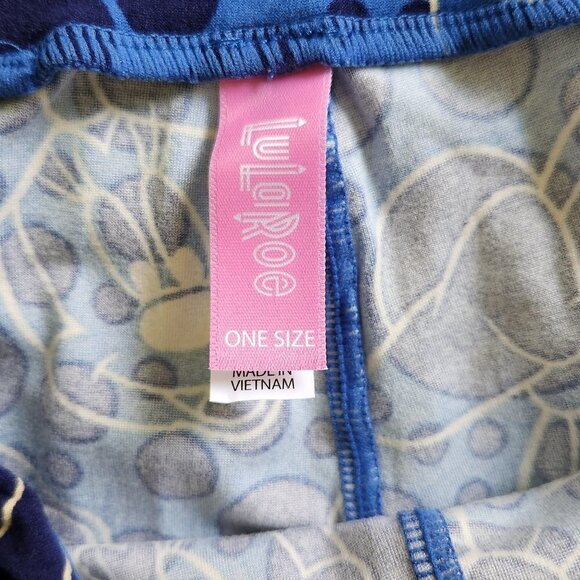 LuLaRoe
ONE SIZE
MADE IN
VIETNAM